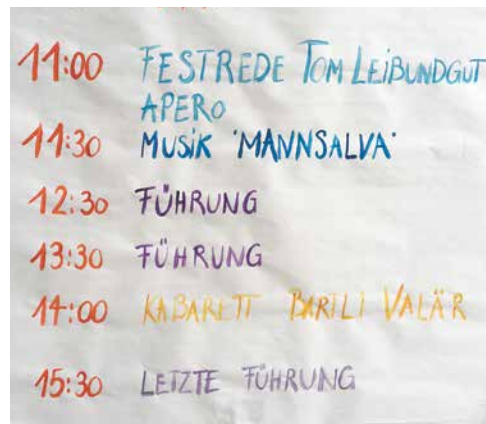 11:00 FESTREDE TOM LEIBUNDGUT
APERO
11:30 MUSIK 'MANNSALVA'
12:30 FÜHRUNG
13:30 FÜHRUNG
14:00 KABARETT BARTLI VALÄR
15:30 LETZTE FÜHRUNG